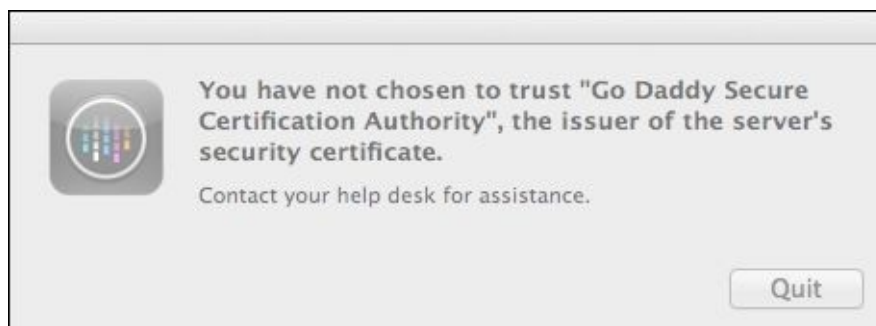 You have not chosen to trust "Go Daddy Secure
Certification Authority", the issuer of the server's
security certificate.
Contact your help desk for assistance.
Quit